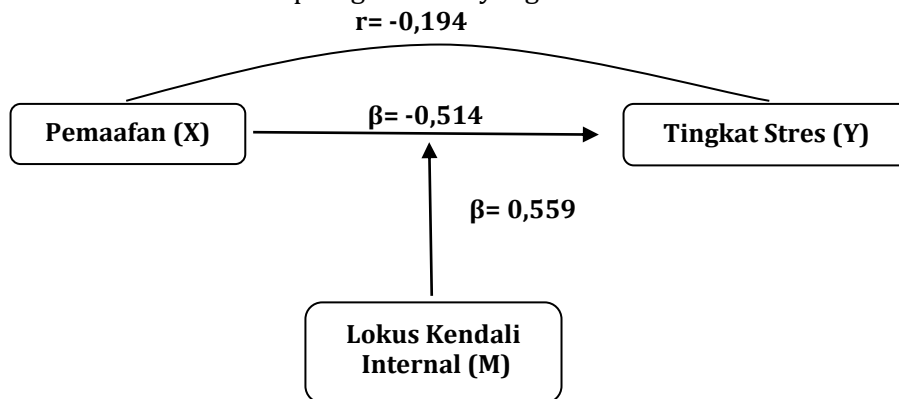 r= -0,194
Pemaafan (X)
β= -0,514
Tingkat Stres (Y)
β= 0,559
Lokus Kendali
Internal (M)